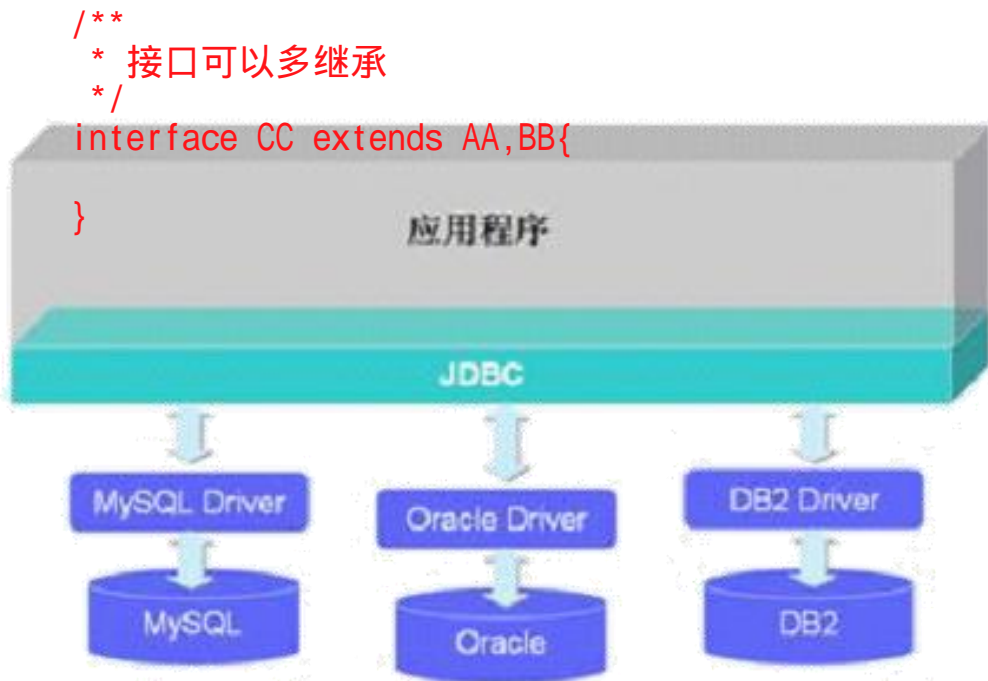 /**
 * 接口可以多继承
 */
interface CC extends AA,BB{
}
应用程序
JDBC
MySQL Driver
Oracle Driver
DB2 Driver
MySQL
Oracle
DB2